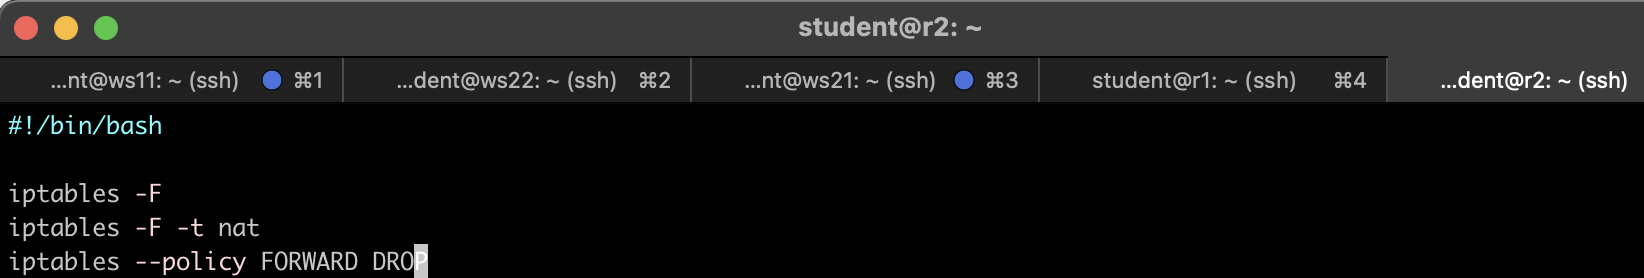 student@r2: ~
...nt@ws11: ~ (ssh) ⌘1 ...dent@ws22: ~ (ssh) ⌘2 ...nt@ws21: ~ (ssh) ⌘3 student@r1: ~ (ssh) ⌘4 ...dent@r2: ~ (ssh)
#!/bin/bash
iptables -F
iptables -F -t nat
iptables --policy FORWARD DROP